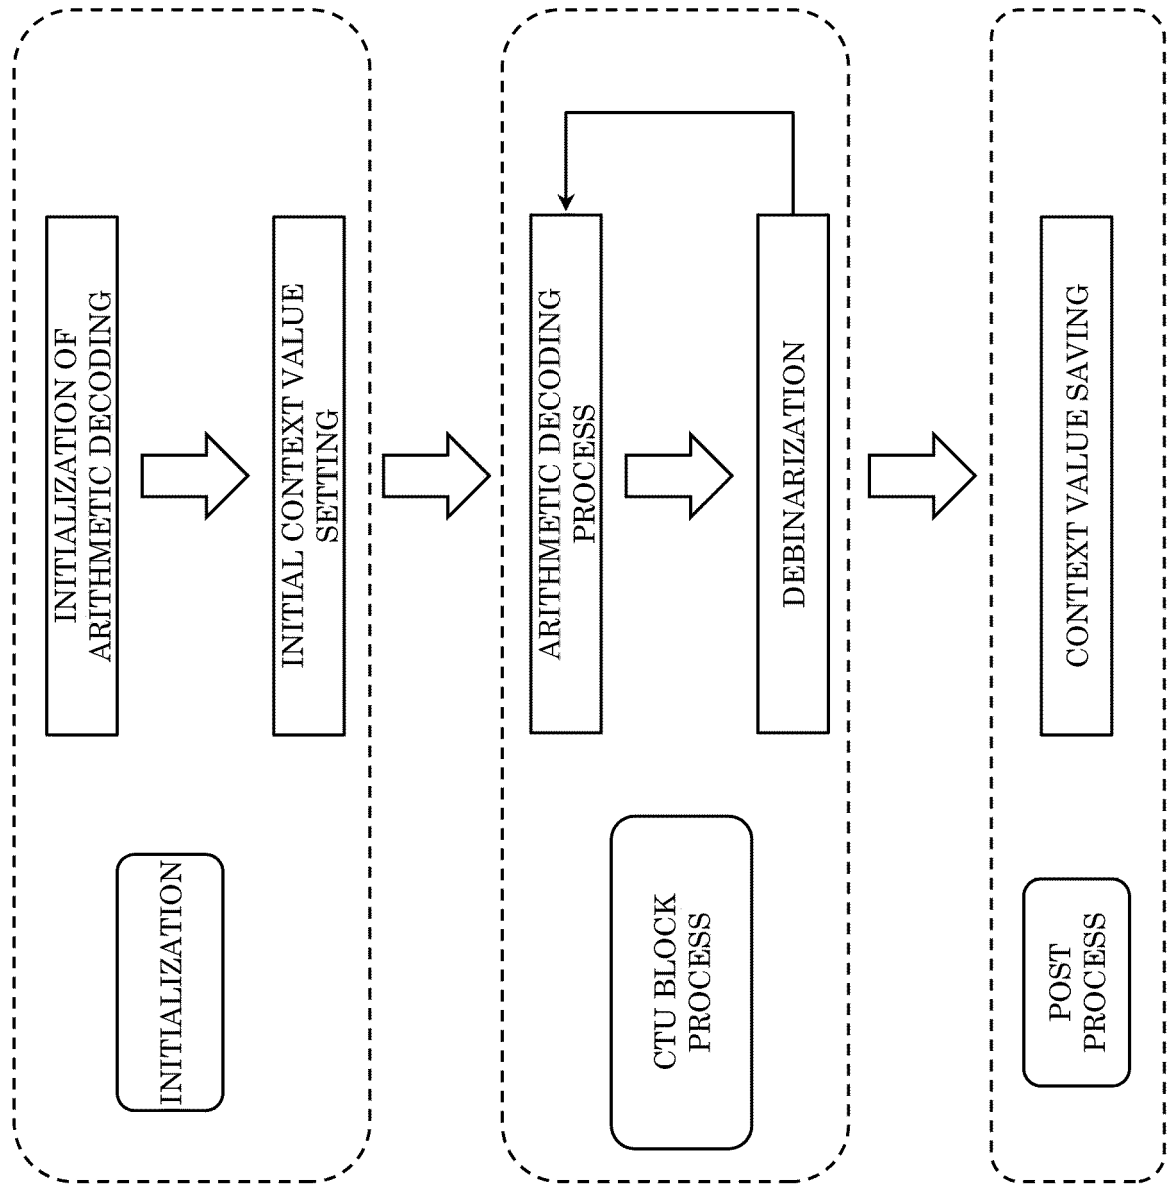 INITIALIZATION
INITIALIZATION OF
ARITHMETIC DECODING
INITIAL CONTEXT VALUE
SETTING
CTU BLOCK
PROCESS
ARITHMETIC DECODING
PROCESS
DEBINARIZATION
POST
PROCESS
CONTEXT VALUE SAVING